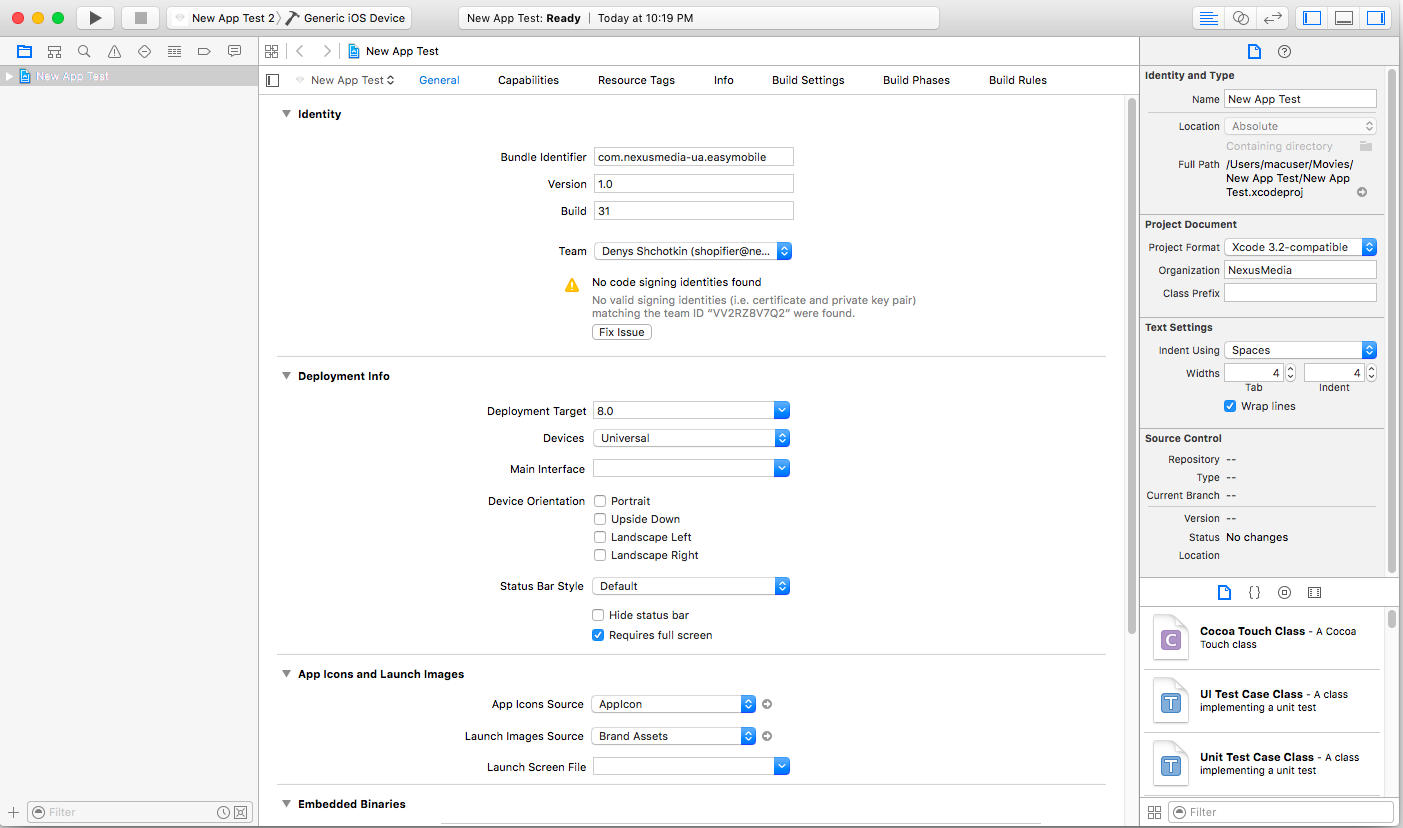 New App Test 2 Generic iOS Device
New App Test: Ready | Today at 10:19 PM
New App Test
New App Test
New App Test General Capabilities Resource Tags Info Build Settings Build Phases Build Rules
Identity
Bundle Identifier com.nexusmedia-ua.easymobile
Version 1.0
Build 31
Team Denys Shchotkin (shopifier@ne...
No code signing identities found
No valid signing identities (i.e. certificate and private key pair)
matching the team ID “VV2RZ8V7Q2” were found.
Fix Issue
Deployment Info
Deployment Target 8.0
Devices Universal
Main Interface
Device Orientation Portrait
Upside Down
Landscape Left
Landscape Right
Status Bar Style Default
Hide status bar
Requires full screen
App Icons and Launch Images
App Icons Source AppIcon
Launch Images Source Brand Assets
Launch Screen File
Embedded Binaries
Filter
Identity and Type
Name New App Test
Location Absolute
Containing directory
Full Path /Users/macuser/Movies/
New App Test/New App
Test.xcodeproj
Project Document
Project Format Xcode 3.2-compatible
Organization NexusMedia
Class Prefix
Text Settings
Indent Using Spaces
Widths 4 4
Tab Indent
Wrap lines
Source Control
Repository --
Type --
Current Branch --
Version --
Status No changes
Location
{ }
C
Cocoa Touch Class - A Cocoa
Touch class
T
UI Test Case Class - A class
implementing a unit test
T
Unit Test Case Class - A class
implementing a unit test
Filter